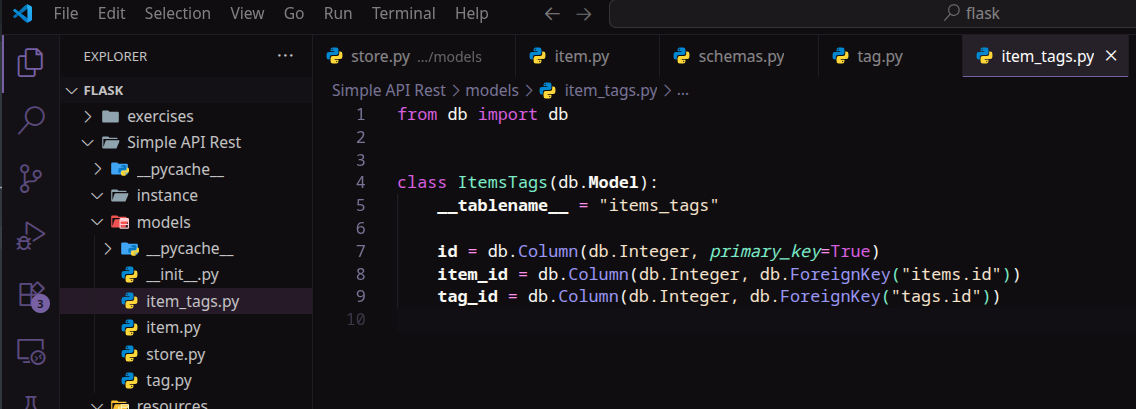 File Edit Selection View Go Run Terminal Help flask
EXPLORER ...
store.py .../models item.py schemas.py tag.py item_tags.py
FLASK
exercises
Simple API Rest
__pycache__
instance
models
__pycache__
__init__.py
item_tags.py
item.py
store.py
tag.py
resources
3
Simple API Rest > models > item_tags.py > ...
1 from db import db
2
3
4 class ItemsTags(db.Model):
5 __tablename__ = "items_tags"
6
7 id = db.Column(db.Integer, primary_key=True)
8 item_id = db.Column(db.Integer, db.ForeignKey("items.id"))
9 tag_id = db.Column(db.Integer, db.ForeignKey("tags.id"))
10